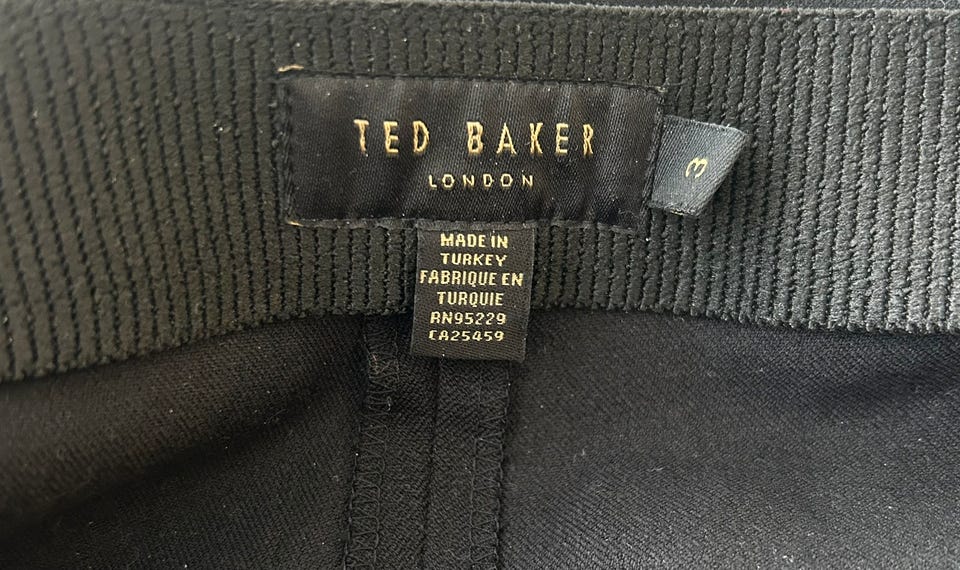 TED BAKER
LONDON
3
MADE IN
TURKEY
FABRIQUE EN
TURQUIE
RN95229
CA25459